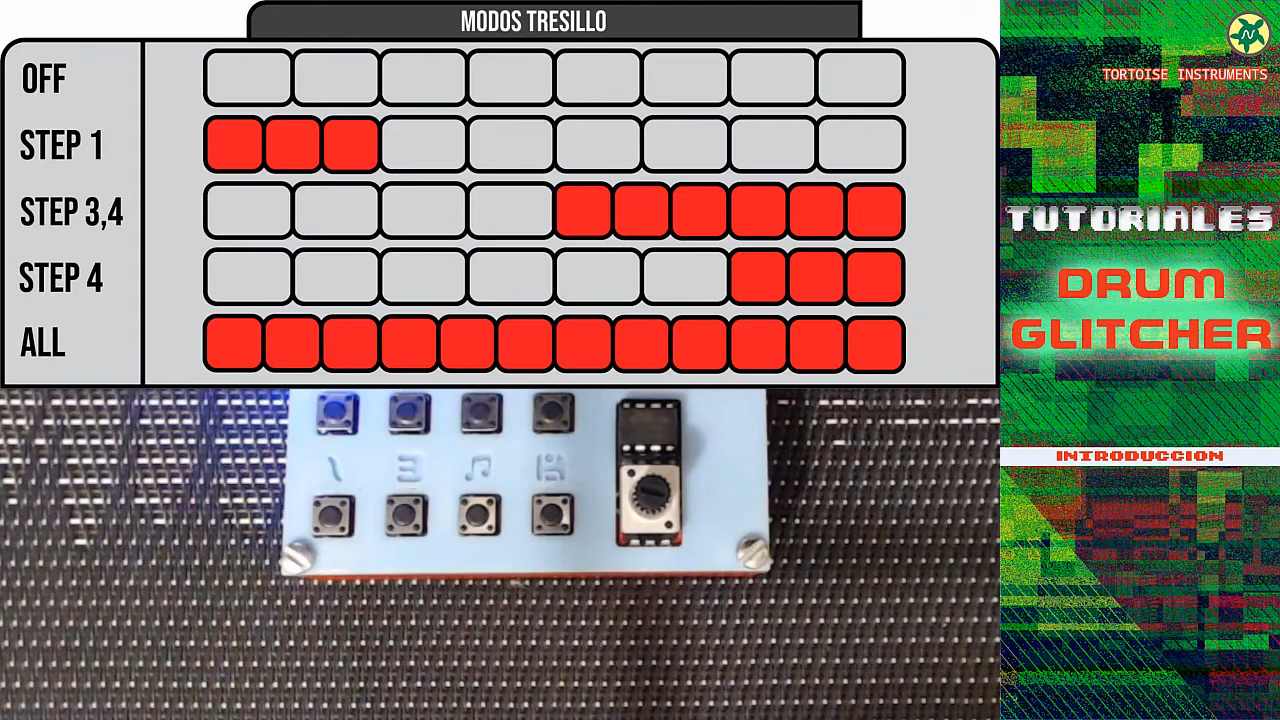 MODOS TRESILLO
OFF
STEP 1
STEP 3,4
STEP 4
ALL
TORTOISE INSTRUMENTS
TUTORIALES
DRUM
GLITCHER
INTRODUCCION